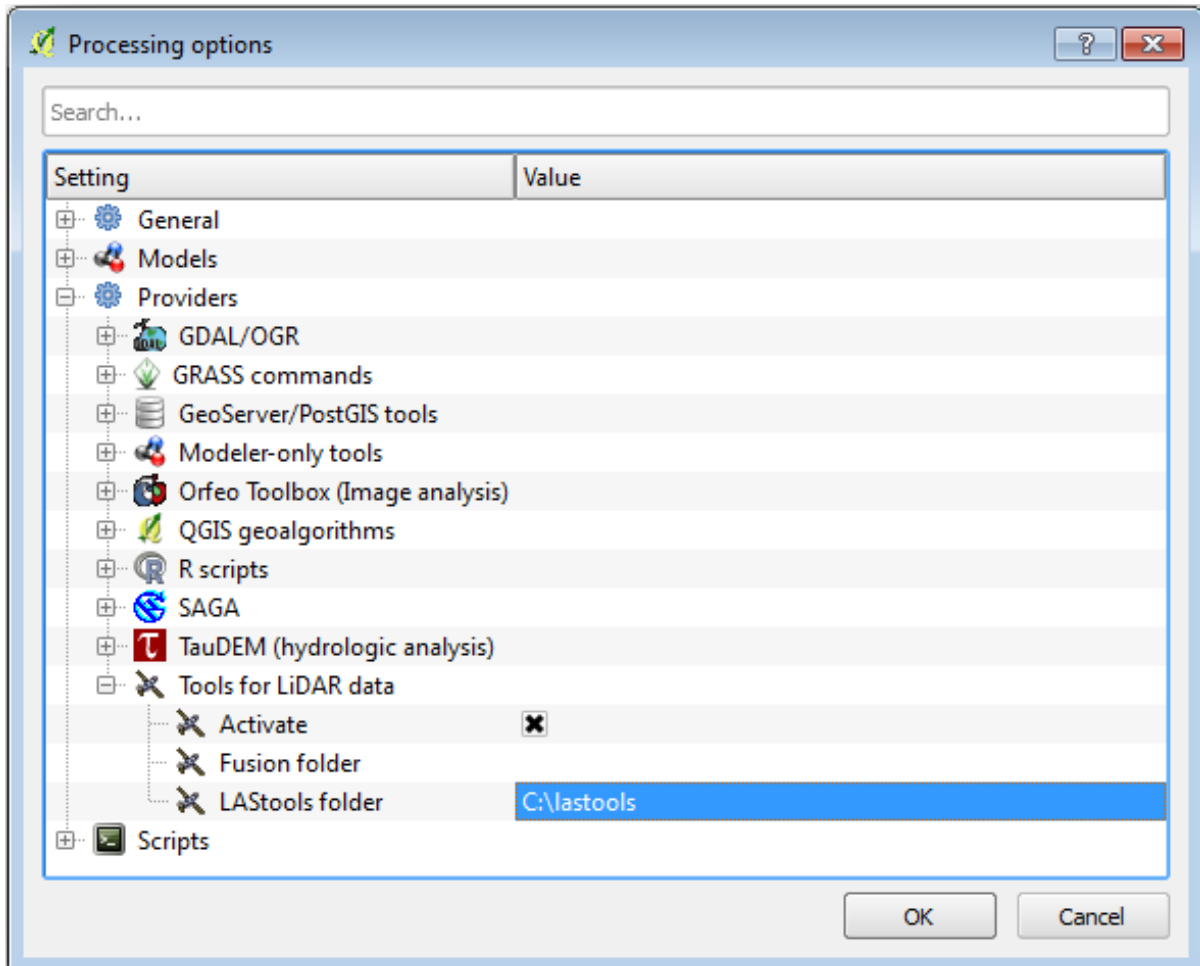 Processing options
Search...
Setting Value
General
Models
Providers
GDAL/OGR
GRASS commands
GeoServer/PostGIS tools
Modeler-only tools
Orfeo Toolbox (Image analysis)
QGIS geoalgorithms
R scripts
SAGA
TauDEM (hydrologic analysis)
Tools for LiDAR data
Activate
Fusion folder
LAStools folder C:\lastools
Scripts
OK Cancel